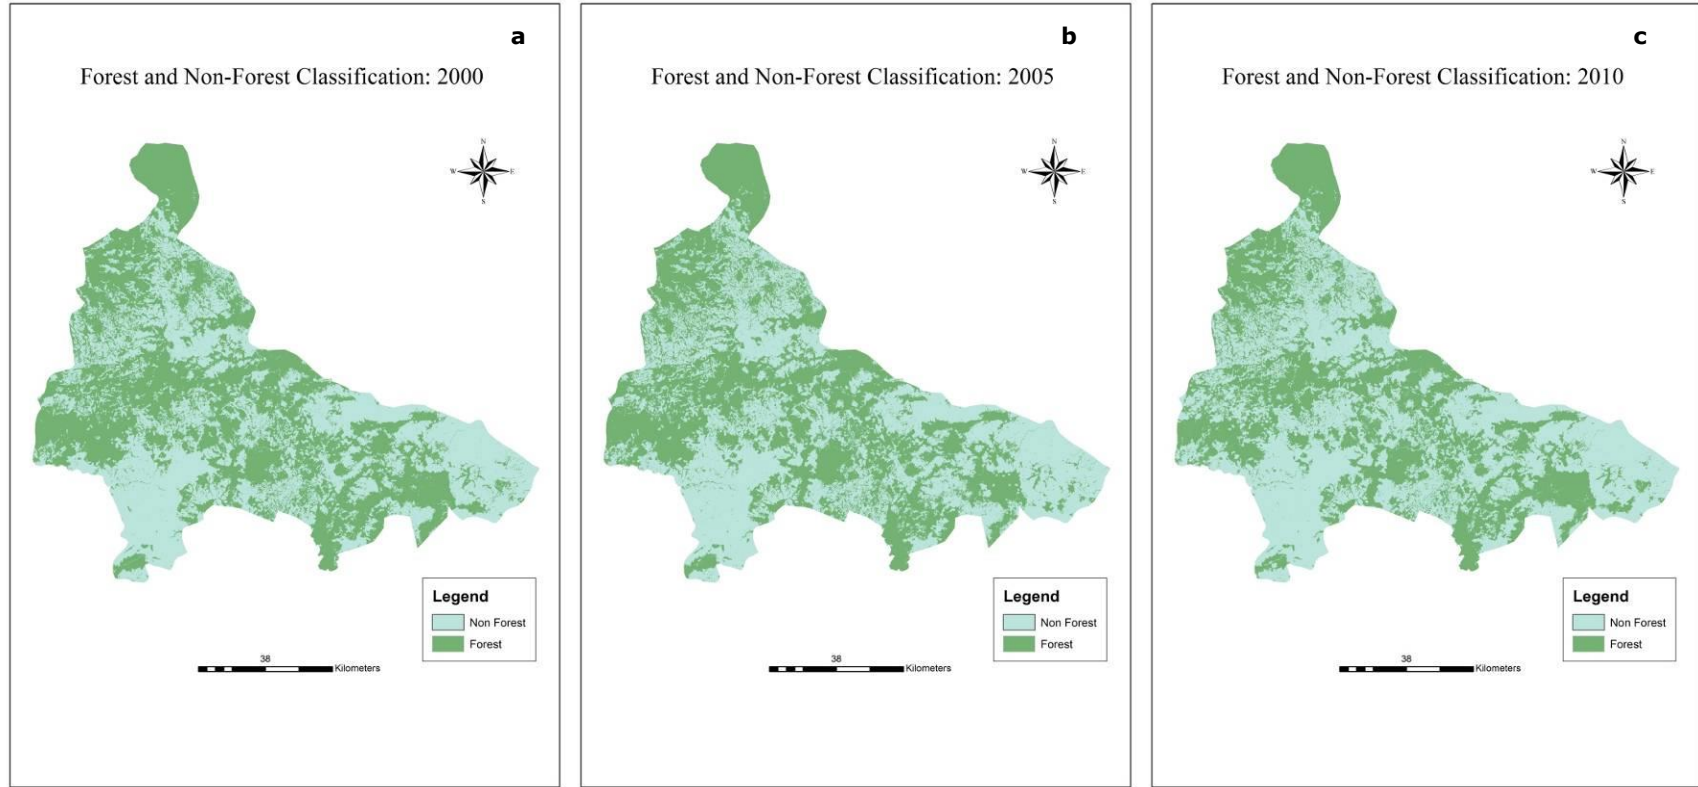 a
Forest and Non-Forest Classification: 2000
N
W E
S
Legend
Non Forest
Forest
38
Kilometers
b
Forest and Non-Forest Classification: 2005
N
W E
S
Legend
Non Forest
Forest
38
Kilometers
c
Forest and Non-Forest Classification: 2010
N
W E
S
Legend
Non Forest
Forest
38
Kilometers